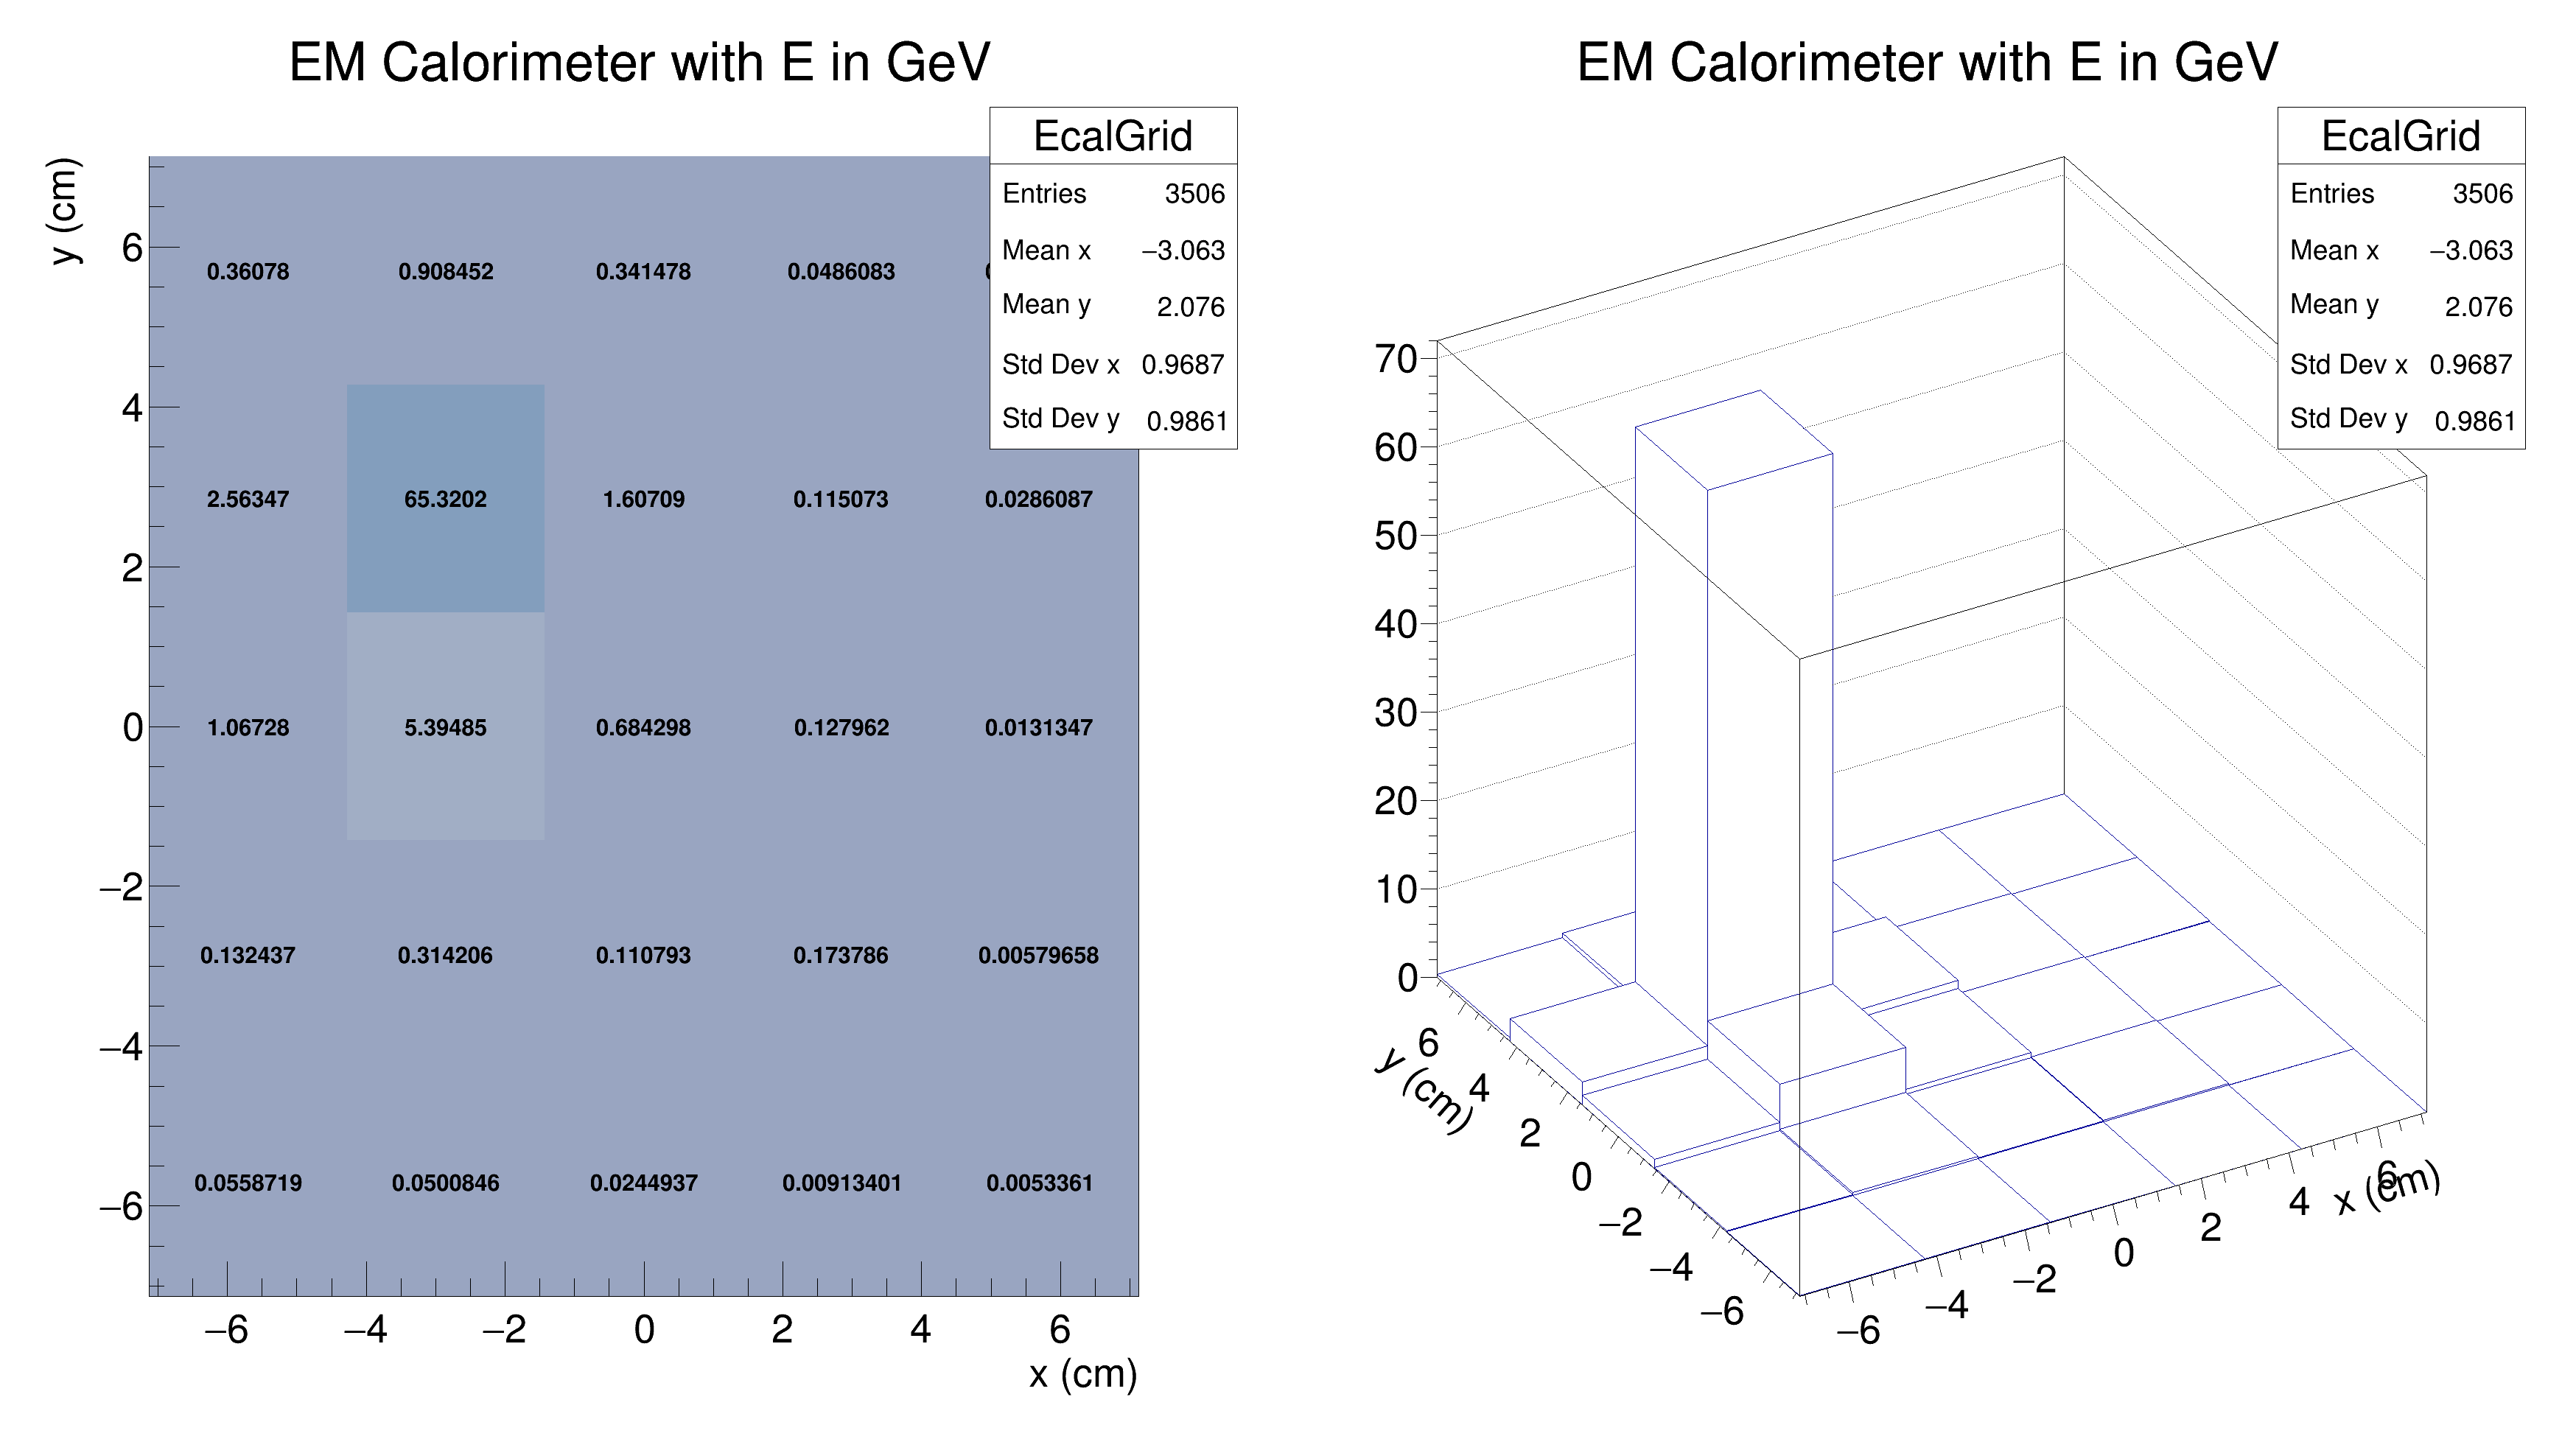 EM Calorimeter with E in GeV
EcalGrid
Entries 3506
Mean x −3.063
Mean y 2.076
Std Dev x 0.9687
Std Dev y 0.9861
y (cm)
6
4
2
0
−2
−4
−6
0.36078 0.908452 0.341478 0.0486083
2.56347 65.3202 1.60709 0.115073 0.0286087
1.06728 5.39485 0.684298 0.127962 0.0131347
0.132437 0.314206 0.110793 0.173786 0.00579658
0.0558719 0.0500846 0.0244937 0.00913401 0.0053361
−6 −4 −2 0 2 4 6
x (cm)
EM Calorimeter with E in GeV
EcalGrid
Entries 3506
Mean x −3.063
Mean y 2.076
Std Dev x 0.9687
Std Dev y 0.9861
70
60
50
40
30
20
10
0
y (cm)
6
4
2
0
−2
−4
−6
−6 −4 −2 0 2 4 6
x (cm)